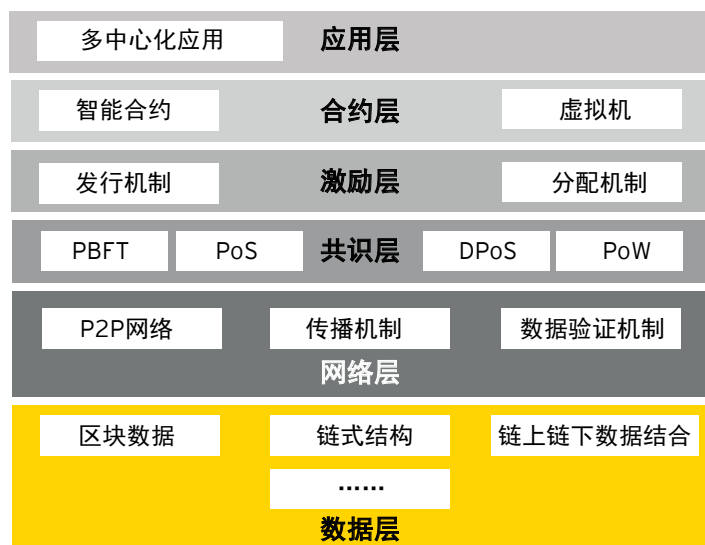 多中心化应用 应用层
智能合约 合约层 虚拟机
发行机制 激励层 分配机制
PBFT PoS 共识层 DPoS PoW
P2P网络 传播机制 数据验证机制
网络层
区块数据 链式结构 链上链下数据结合
······
数据层